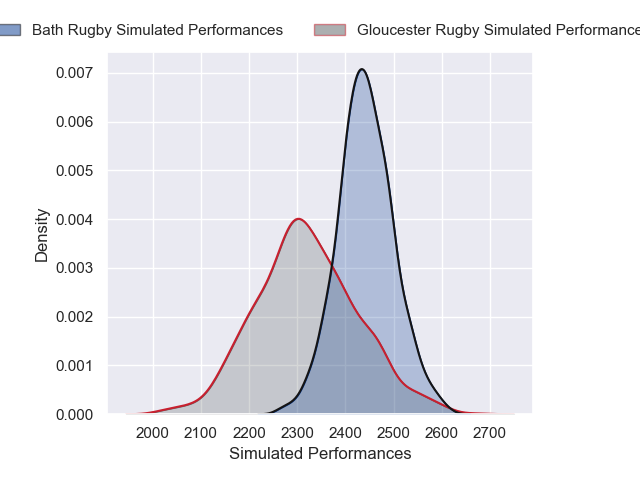 Bath Rugby Simulated Performances
Gloucester Rugby Simulated Performance
0.007
0.006
0.005
0.004
0.003
0.002
0.001
0.000
Density
2000 2100 2200 2300 2400 2500 2600 2700
Simulated Performances